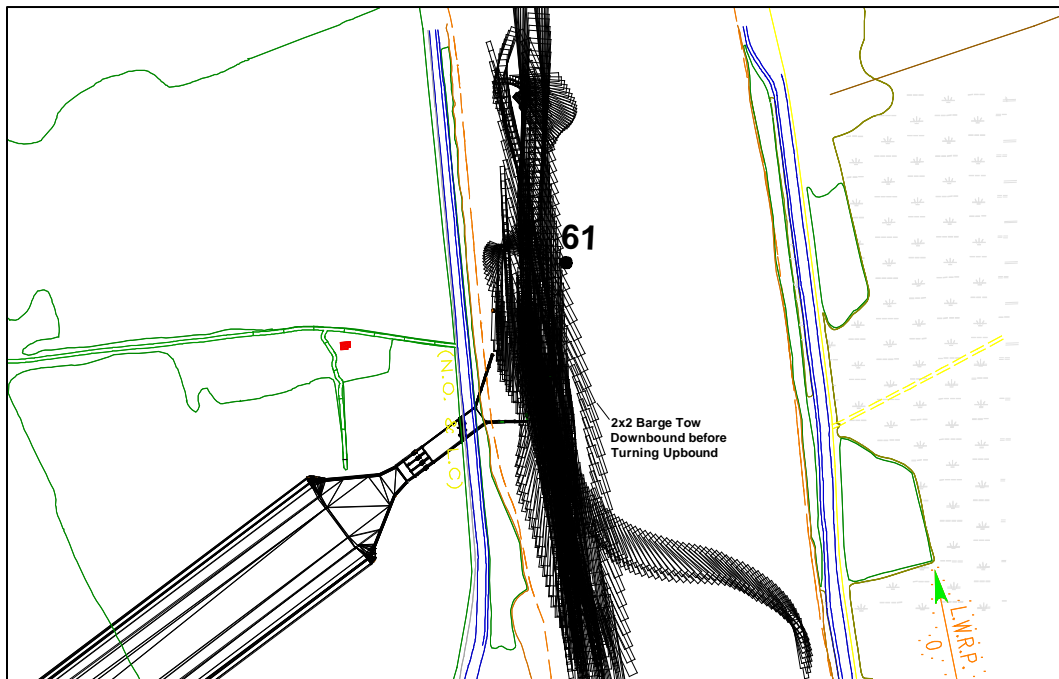 61
(N.O. & L.C)
2x2 Barge Tow
Downbound before
Turning Upbound
L.W.R.P.
0